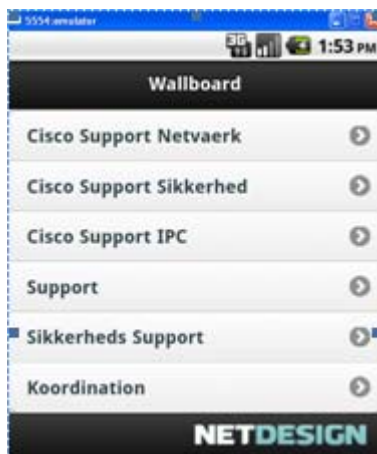 5554:emulator
3G
1:53 PM
Wallboard
Cisco Support Netvaerk
Cisco Support Sikkerhed
Cisco Support IPC
Support
Sikkerheds Support
Koordination
NETDESIGN